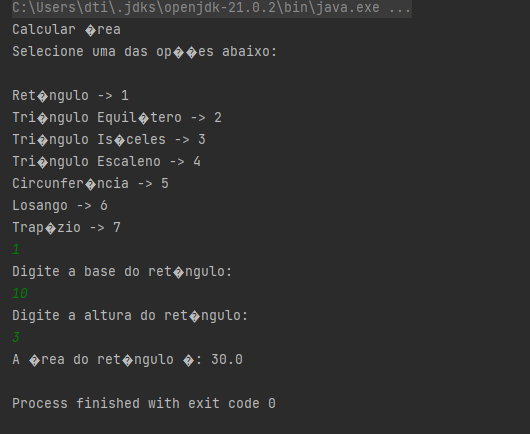 C:\Users\dti\.jdks\openjdk-21.0.2\bin\java.exe ...
Calcular �rea
Selecione uma das op��es abaixo:
Ret�ngulo -> 1
Tri�ngulo Equil�tero -> 2
Tri�ngulo Is�celes -> 3
Tri�ngulo Escaleno -> 4
Circunfer�ncia -> 5
Losango -> 6
Trap�zio -> 7
1
Digite a base do ret�ngulo:
10
Digite a altura do ret�ngulo:
3
A �rea do ret�ngulo �: 30.0
Process finished with exit code 0